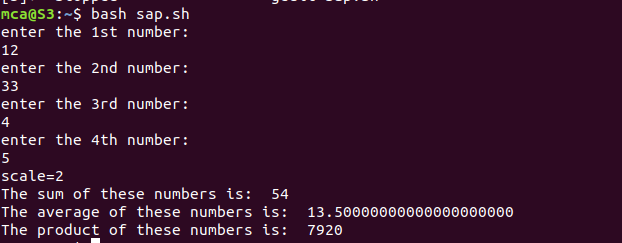 mca@S3:~$ bash sap.sh
enter the 1st number:
12
enter the 2nd number:
33
enter the 3rd number:
4
enter the 4th number:
5
scale=2
The sum of these numbers is:  54
The average of these numbers is:  13.50000000000000000000
The product of these numbers is:  7920